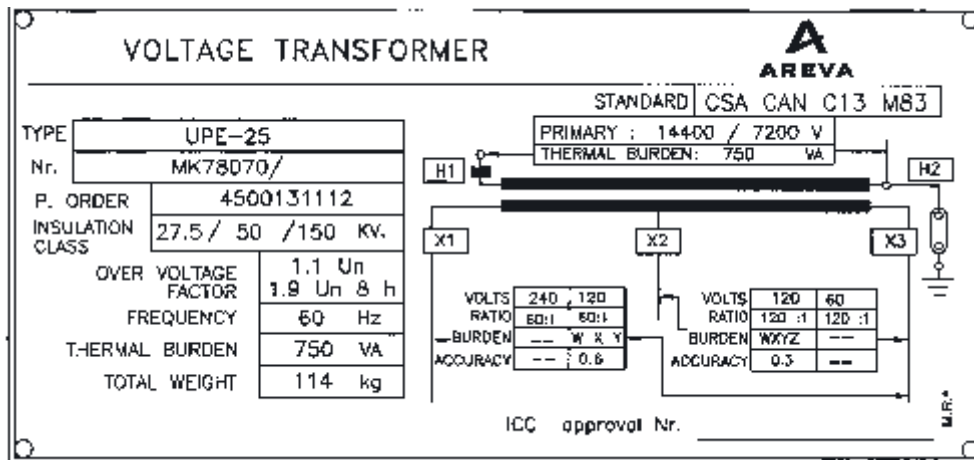 VOLTAGE TRANSFORMER
AREVA
STANDARD CSA CAN C13 M83
TYPE UPE-25
Nr. MK78070/
P. ORDER 4500131112
INSULATION CLASS 27.5/ 50 /150 KV.
OVER VOLTAGE FACTOR 1.1 Un
1.9 Un 8 h
FREQUENCY 60 Hz
THERMAL BURDEN 750 VA
TOTAL WEIGHT 114 kg
PRIMARY : 14400 / 7200 V
THERMAL BURDEN: 750 VA
H1 H2
X1 X2 X3
VOLTS 240 120
RATIO 60:1 60:1
BURDEN -- W X Y
ACCURACY -- 0.6
VOLTS 120 60
RATIO 120 :1 120 :1
BURDEN WXYZ --
ACCURACY 0.3 --
ICC approval Nr.
M.R.*